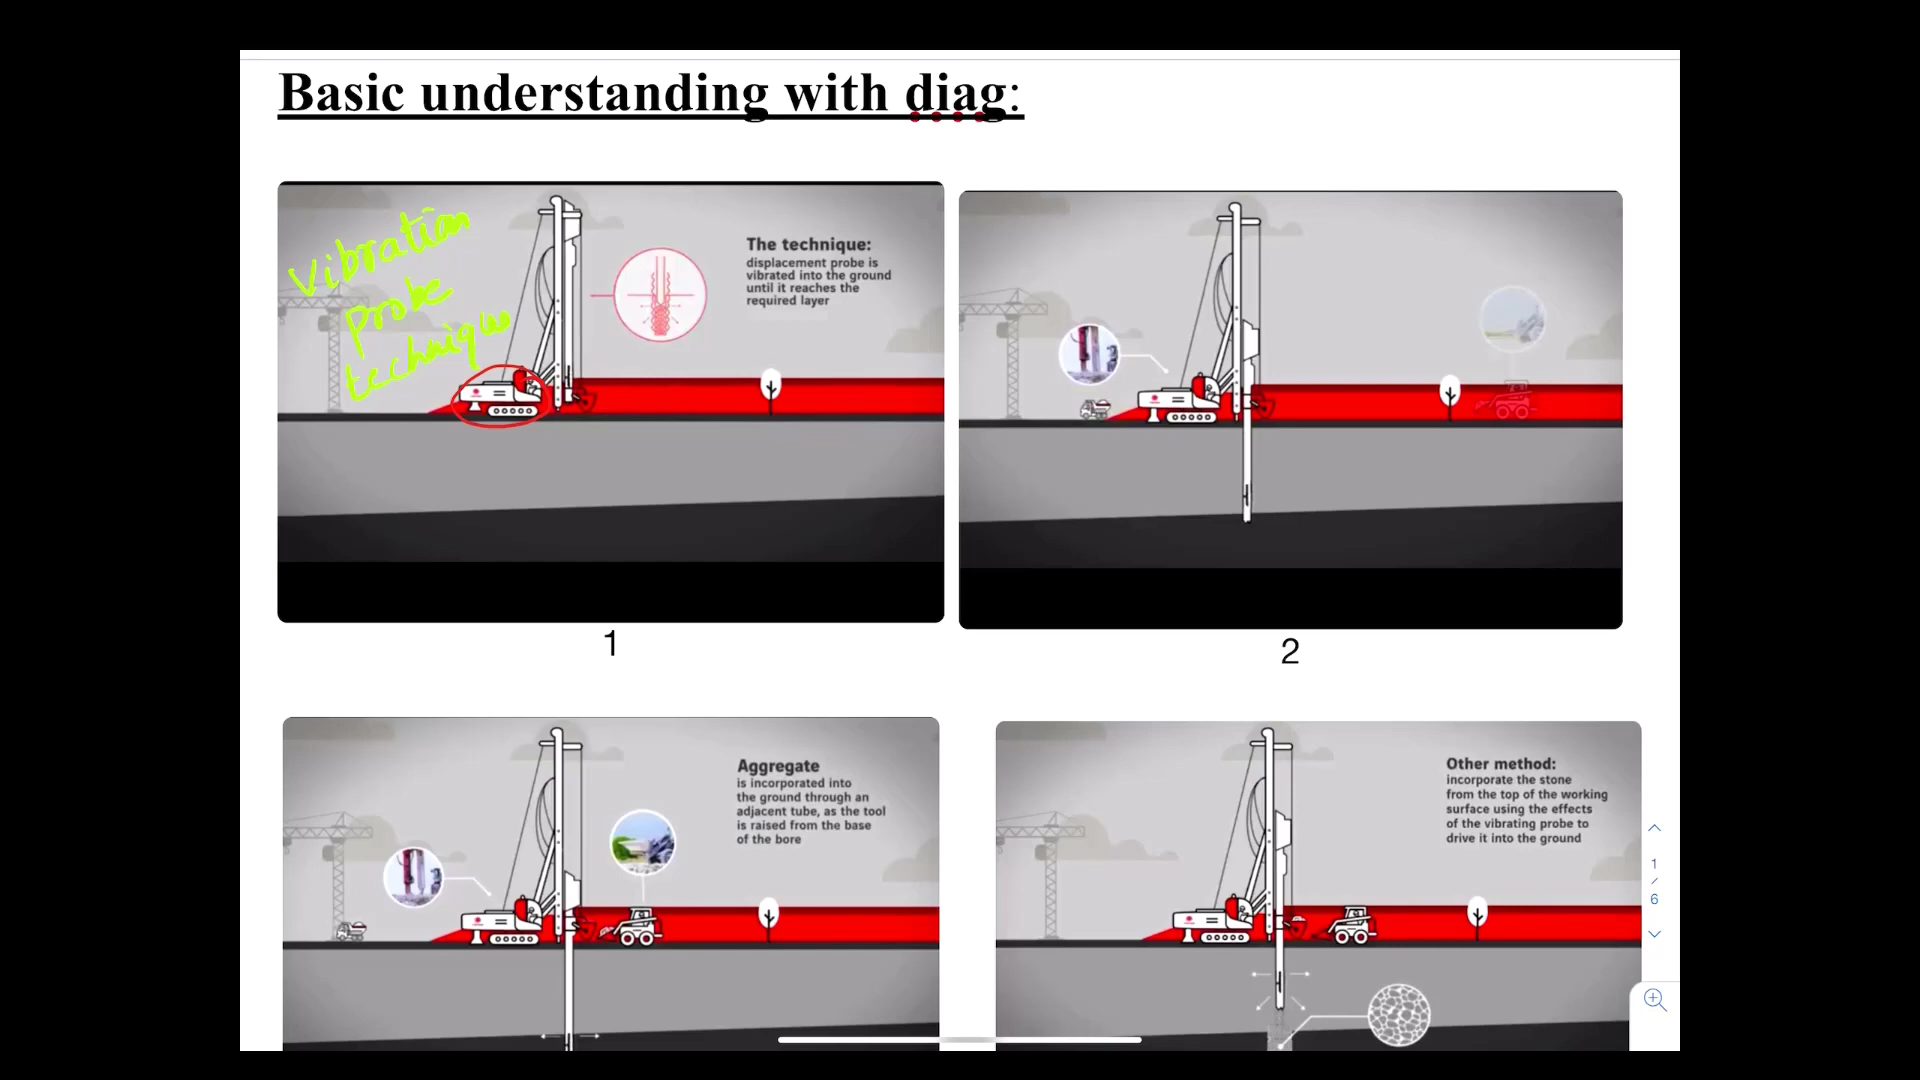 Basic understanding with diag:
Vibration
probe
technique
The technique:
displacement probe is
vibrated into the ground
until it reaches the
required layer
1
2
Aggregate
is incorporated into
the ground through an
adjacent tube, as the tool
is raised from the base
of the bore
Other method:
incorporate the stone
from the top of the working
surface using the effects
of the vibrating probe to
drive it into the ground
1
/
6